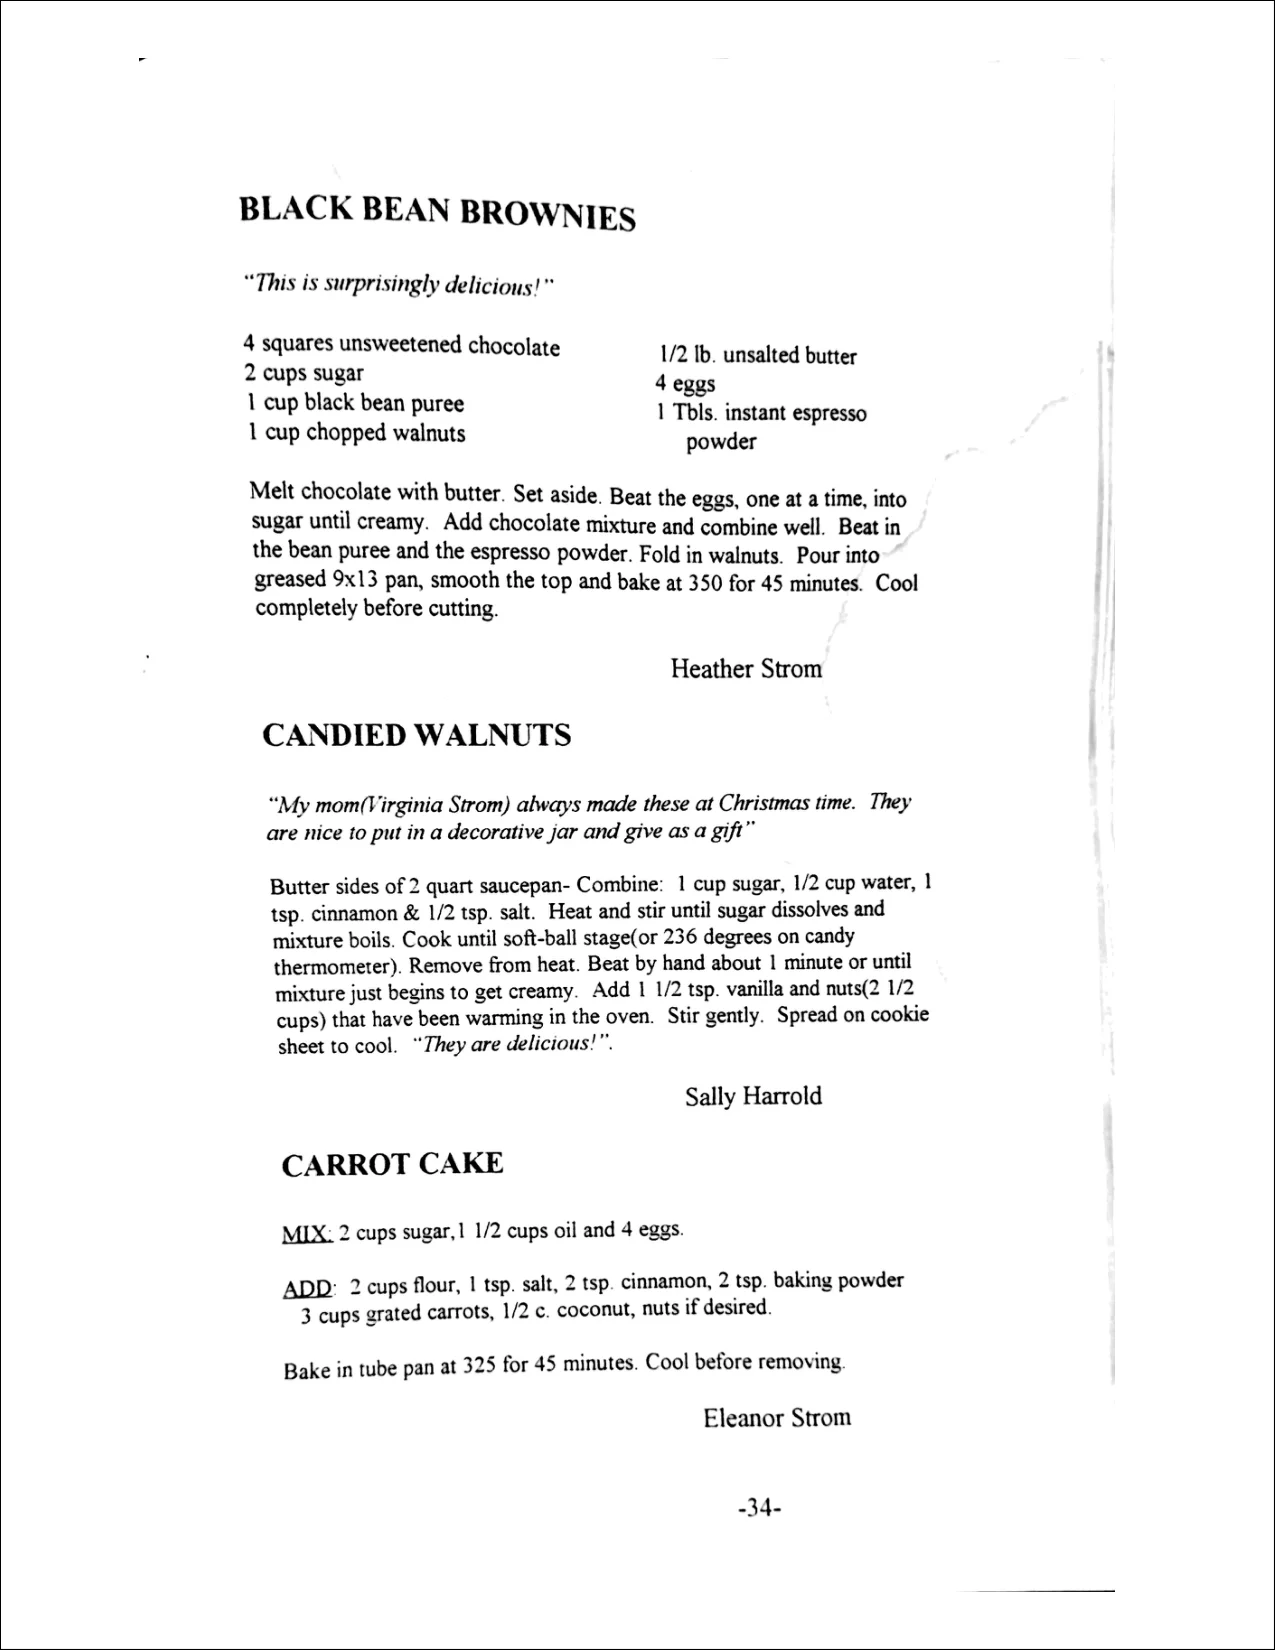 BLACK BEAN BROWNIES
"This is surprisingly delicious!"
4 squares unsweetened chocolate
2 cups sugar
1 cup black bean puree
1 cup chopped walnuts
1/2 lb. unsalted butter
4 eggs
1 Tbls. instant espresso
powder
Melt chocolate with butter. Set aside. Beat the eggs, one at a time, into
sugar until creamy. Add chocolate mixture and combine well. Beat in
the bean puree and the espresso powder. Fold in walnuts. Pour into
greased 9x13 pan, smooth the top and bake at 350 for 45 minutes. Cool
completely before cutting.
Heather Strom
CANDIED WALNUTS
"My mom(Virginia Strom) always made these at Christmas time. They
are nice to put in a decorative jar and give as a gift"
Butter sides of 2 quart saucepan- Combine: 1 cup sugar, 1/2 cup water, 1
tsp. cinnamon & 1/2 tsp. salt. Heat and stir until sugar dissolves and
mixture boils. Cook until soft-ball stage(or 236 degrees on candy
thermometer). Remove from heat. Beat by hand about 1 minute or until
mixture just begins to get creamy. Add 1 1/2 tsp. vanilla and nuts(2 1/2
cups) that have been warming in the oven. Stir gently. Spread on cookie
sheet to cool. "They are delicious!".
Sally Harrold
CARROT CAKE
MIX: 2 cups sugar,1 1/2 cups oil and 4 eggs.
ADD: 2 cups flour, 1 tsp. salt, 2 tsp. cinnamon, 2 tsp. baking powder
3 cups grated carrots, 1/2 c. coconut, nuts if desired.
Bake in tube pan at 325 for 45 minutes. Cool before removing.
Eleanor Strom
-34-